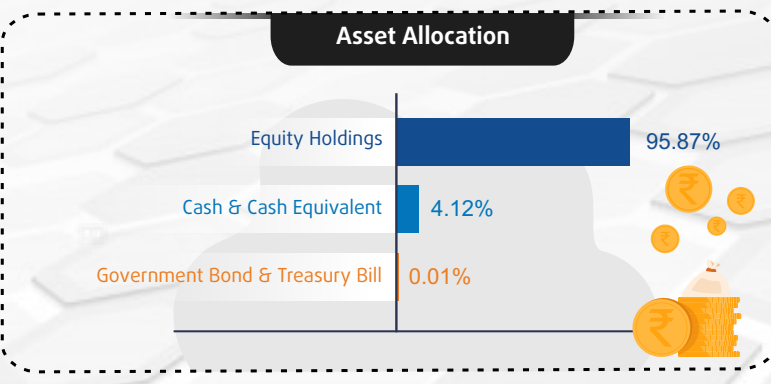 Asset Allocation
Equity Holdings 95.87%
Cash & Cash Equivalent 4.12%
Government Bond & Treasury Bill 0.01%
₹
₹
₹
₹
₹